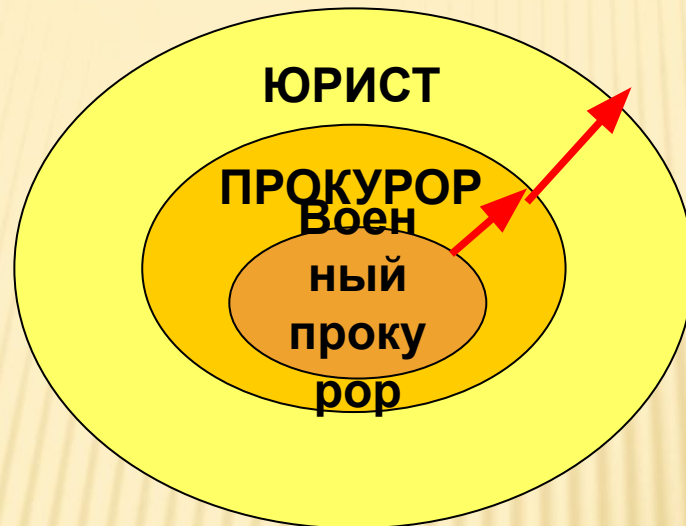 ЮРИСТ
ПРОКУРОР
Воен
ный
проку
рор